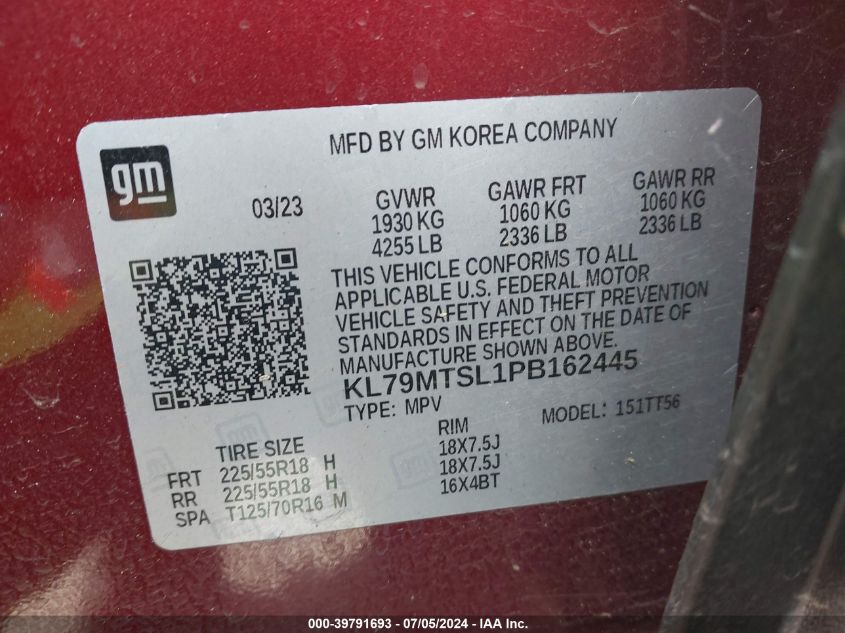 MFD BY GM KOREA COMPANY
gm
03/23
GVWR GAWR FRT GAWR RR
1930 KG 1060 KG 1060 KG
4255 LB 2336 LB 2336 LB
THIS VEHICLE CONFORMS TO ALL
APPLICABLE U.S. FEDERAL MOTOR
VEHICLE SAFETY AND THEFT PREVENTION
STANDARDS IN EFFECT ON THE DATE OF
MANUFACTURE SHOWN ABOVE.
KL79MTSL1PB162445
TYPE: MPV MODEL: 151TT56
TIRE SIZE RIM
FRT 225/55R18 H 18X7.5J
RR 225/55R18 H 18X7.5J
SPA T125/70R16 M 16X4BT
000-39791693 - 07/05/2024 - IAA Inc.